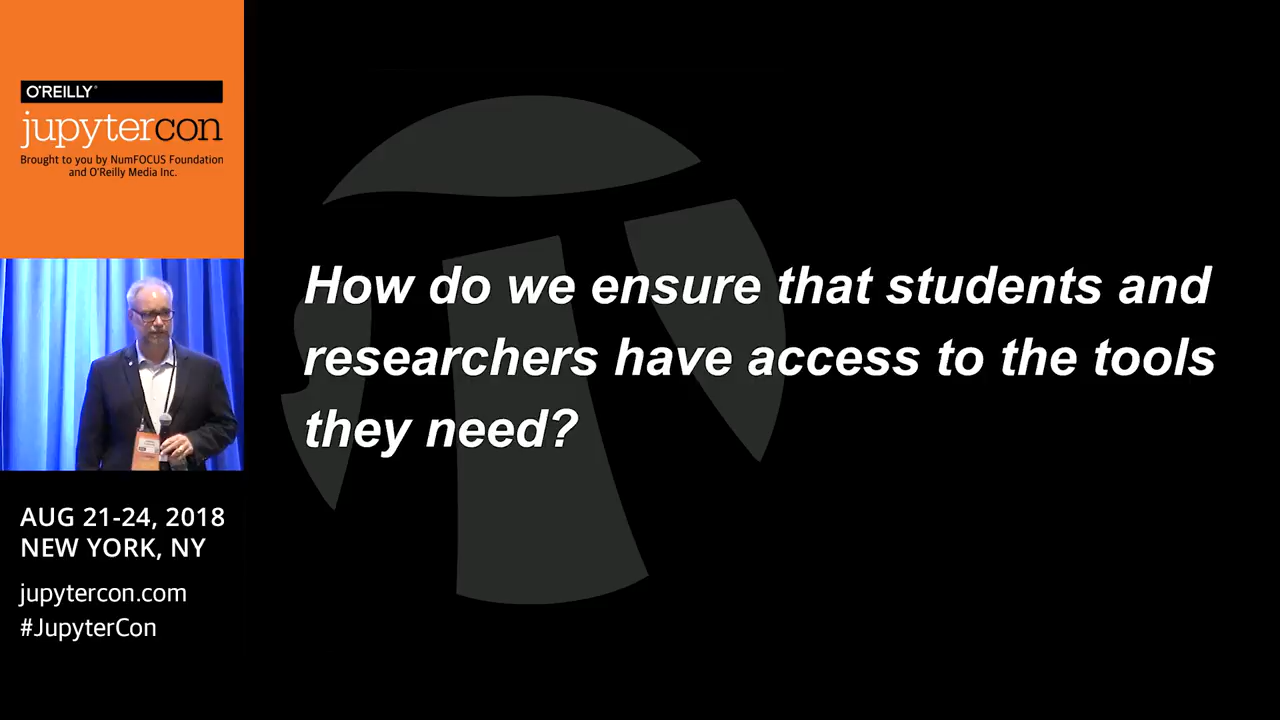 O'REILLY®
jupytercon
Brought to you by NumFOCUS Foundation
and O'Reilly Media Inc.
How do we ensure that students and
researchers have access to the tools
they need?
AUG 21-24, 2018
NEW YORK, NY
jupytercon.com
#JupyterCon